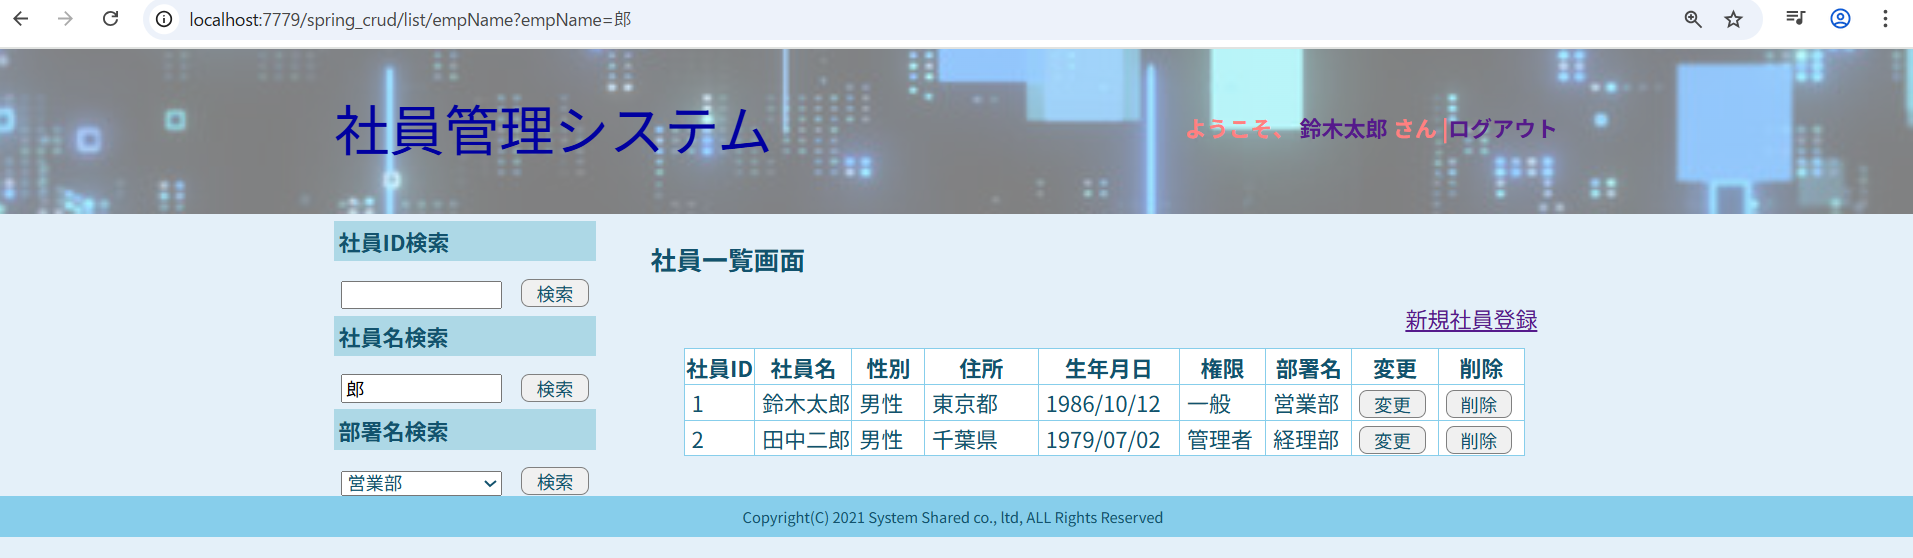 localhost:7779/spring_crud/list/empName?empName=郎
社員管理システム
ようこそ、 鈴木太郎 さん |ログアウト
社員ID検索
検索
社員名検索
郎 検索
部署名検索
営業部 検索
社員一覧画面
新規社員登録
社員ID 社員名 性別 住所 生年月日 権限 部署名 変更 削除
1 鈴木太郎 男性 東京都 1986/10/12 一般 営業部 変更 削除
2 田中二郎 男性 千葉県 1979/07/02 管理者 経理部 変更 削除
Copyright(C) 2021 System Shared co., ltd, ALL Rights Reserved